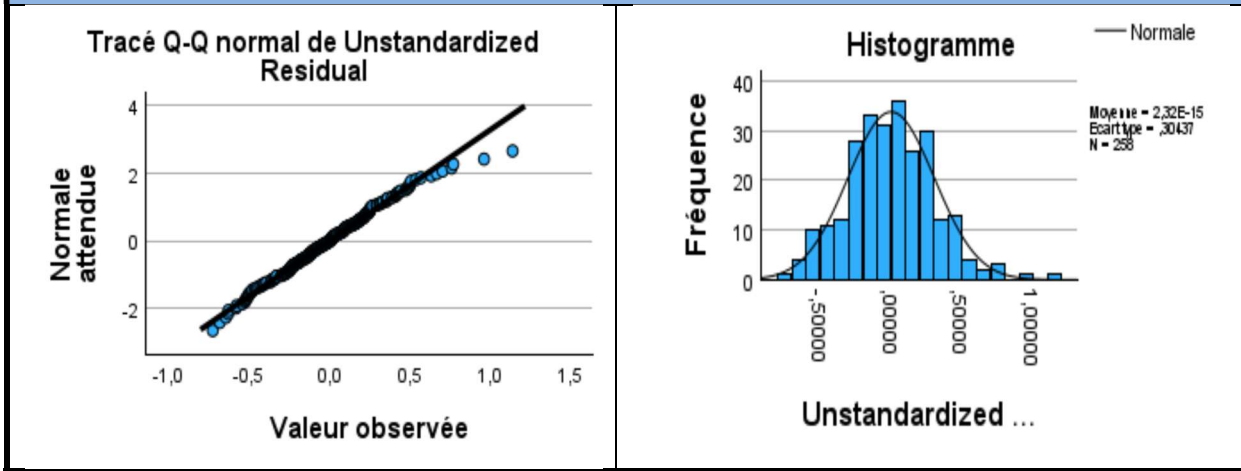 Tracé Q-Q normal de Unstandardized
Residual
Normale
attendue
4
2
0
-2
-1,0 -0,5 0,0 0,5 1,0 1,5
Valeur observée
Histogramme
Normale
Fréquence
40
30
20
10
0
-,50000 ,00000 ,50000 1,00000
Moyenne = 2,32E-15
Ecart type = ,30437
N = 258
Unstandardized ...